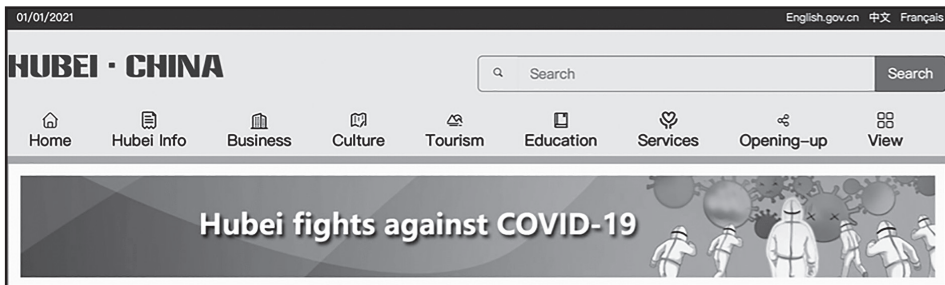 01/01/2021 English.gov.cn 中文 Français
HUBEI · CHINA
Search Search
Home Hubei Info Business Culture Tourism Education Services Opening-up View
Hubei fights against COVID-19